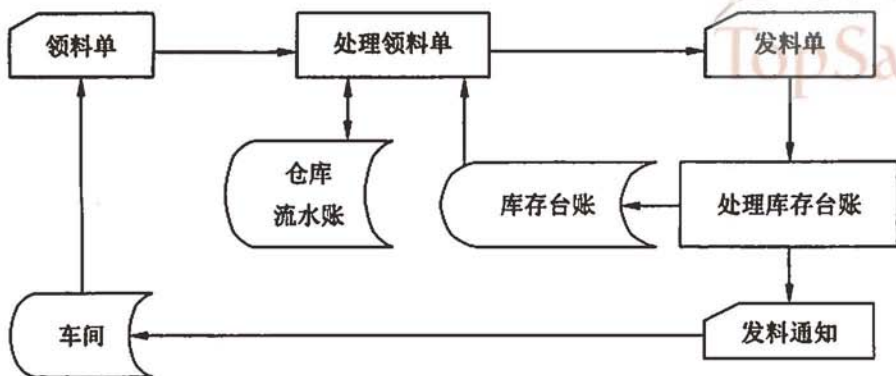 领料单
处理领料单
发料单
TopSa
仓库
流水账
库存台账
处理库存台账
车间
发料通知